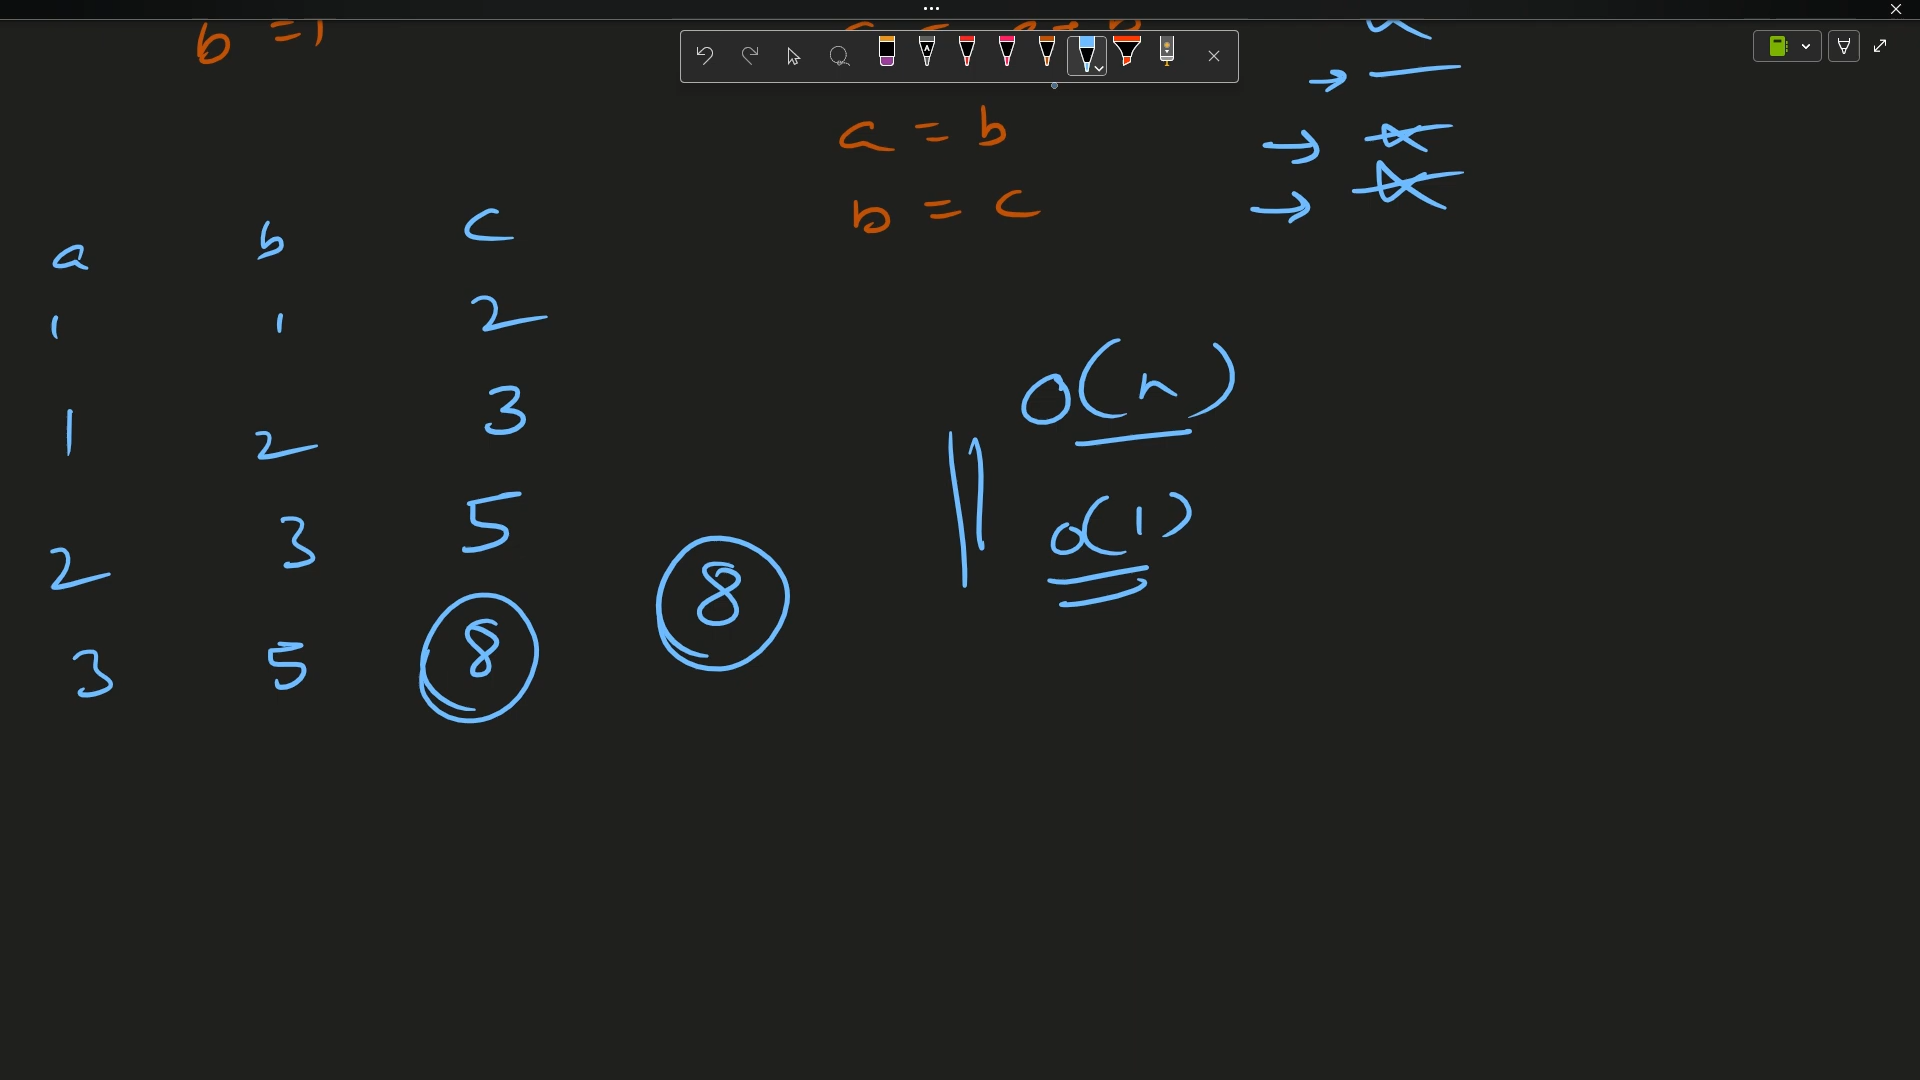 b = 1
a = b
b = c
a b c
1 1 2
1 2 3
2 3 5
3 5 8
8
O(n)
O(1)